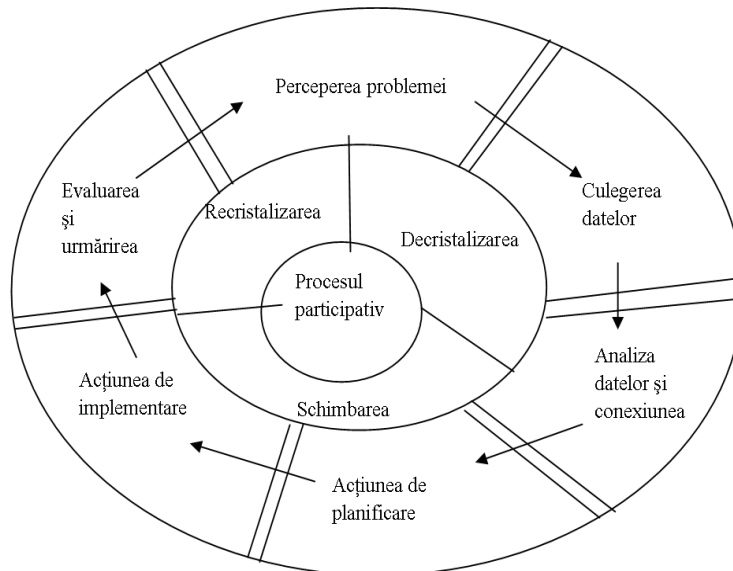 Perceperea problemei
Culegerea
datelor
Analiza
datelor şi
conexiunea
Acţiunea de
planificare
Acţiunea de
implementare
Evaluarea
şi
urmărirea
Recristalizarea
Decristalizarea
Schimbarea
Procesul
participativ